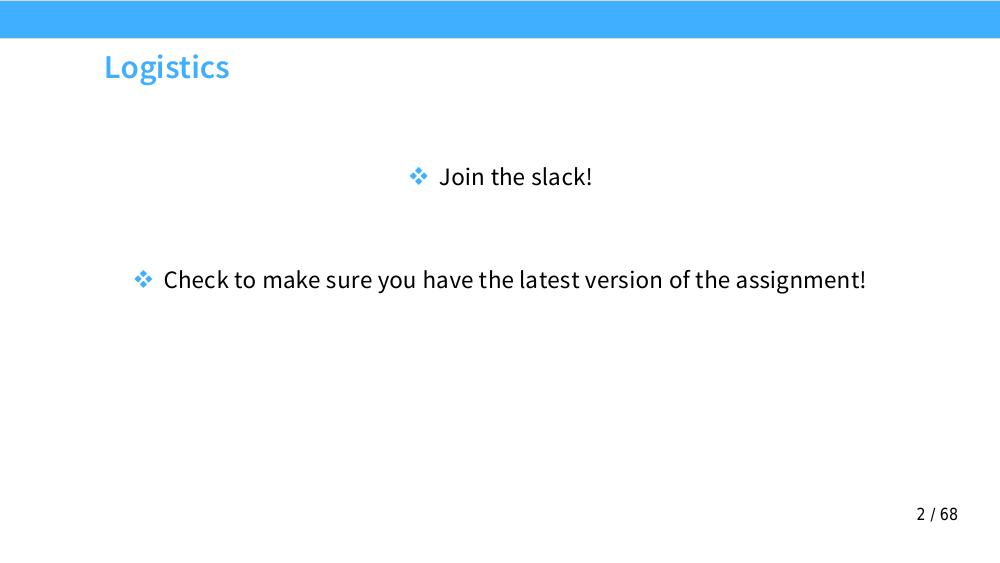 Logistics
❖ Join the slack!
❖ Check to make sure you have the latest version of the assignment!
2 / 68